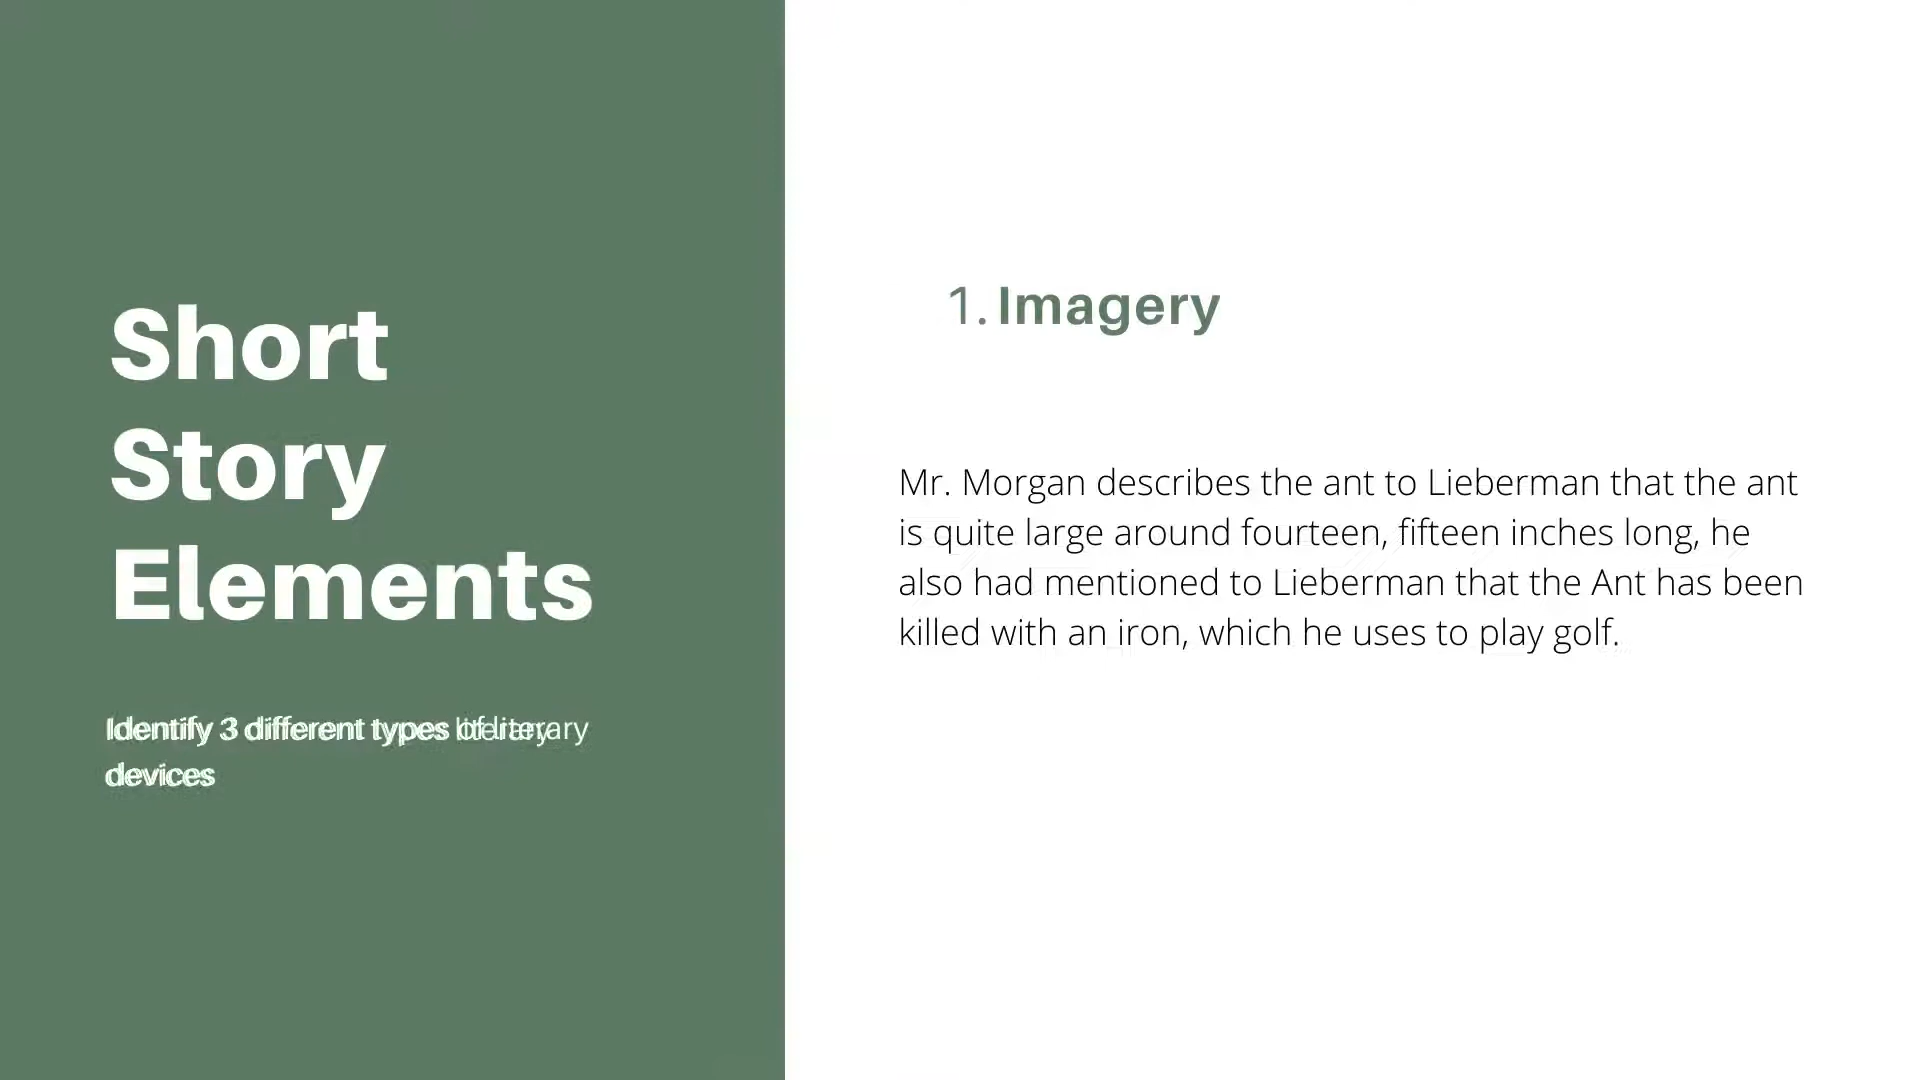 Short
Story
Elements
Identify 3 different types of literary
devices
1. Imagery
Mr. Morgan describes the ant to Lieberman that the ant
is quite large around fourteen, fifteen inches long, he
also had mentioned to Lieberman that the Ant has been
killed with an iron, which he uses to play golf.